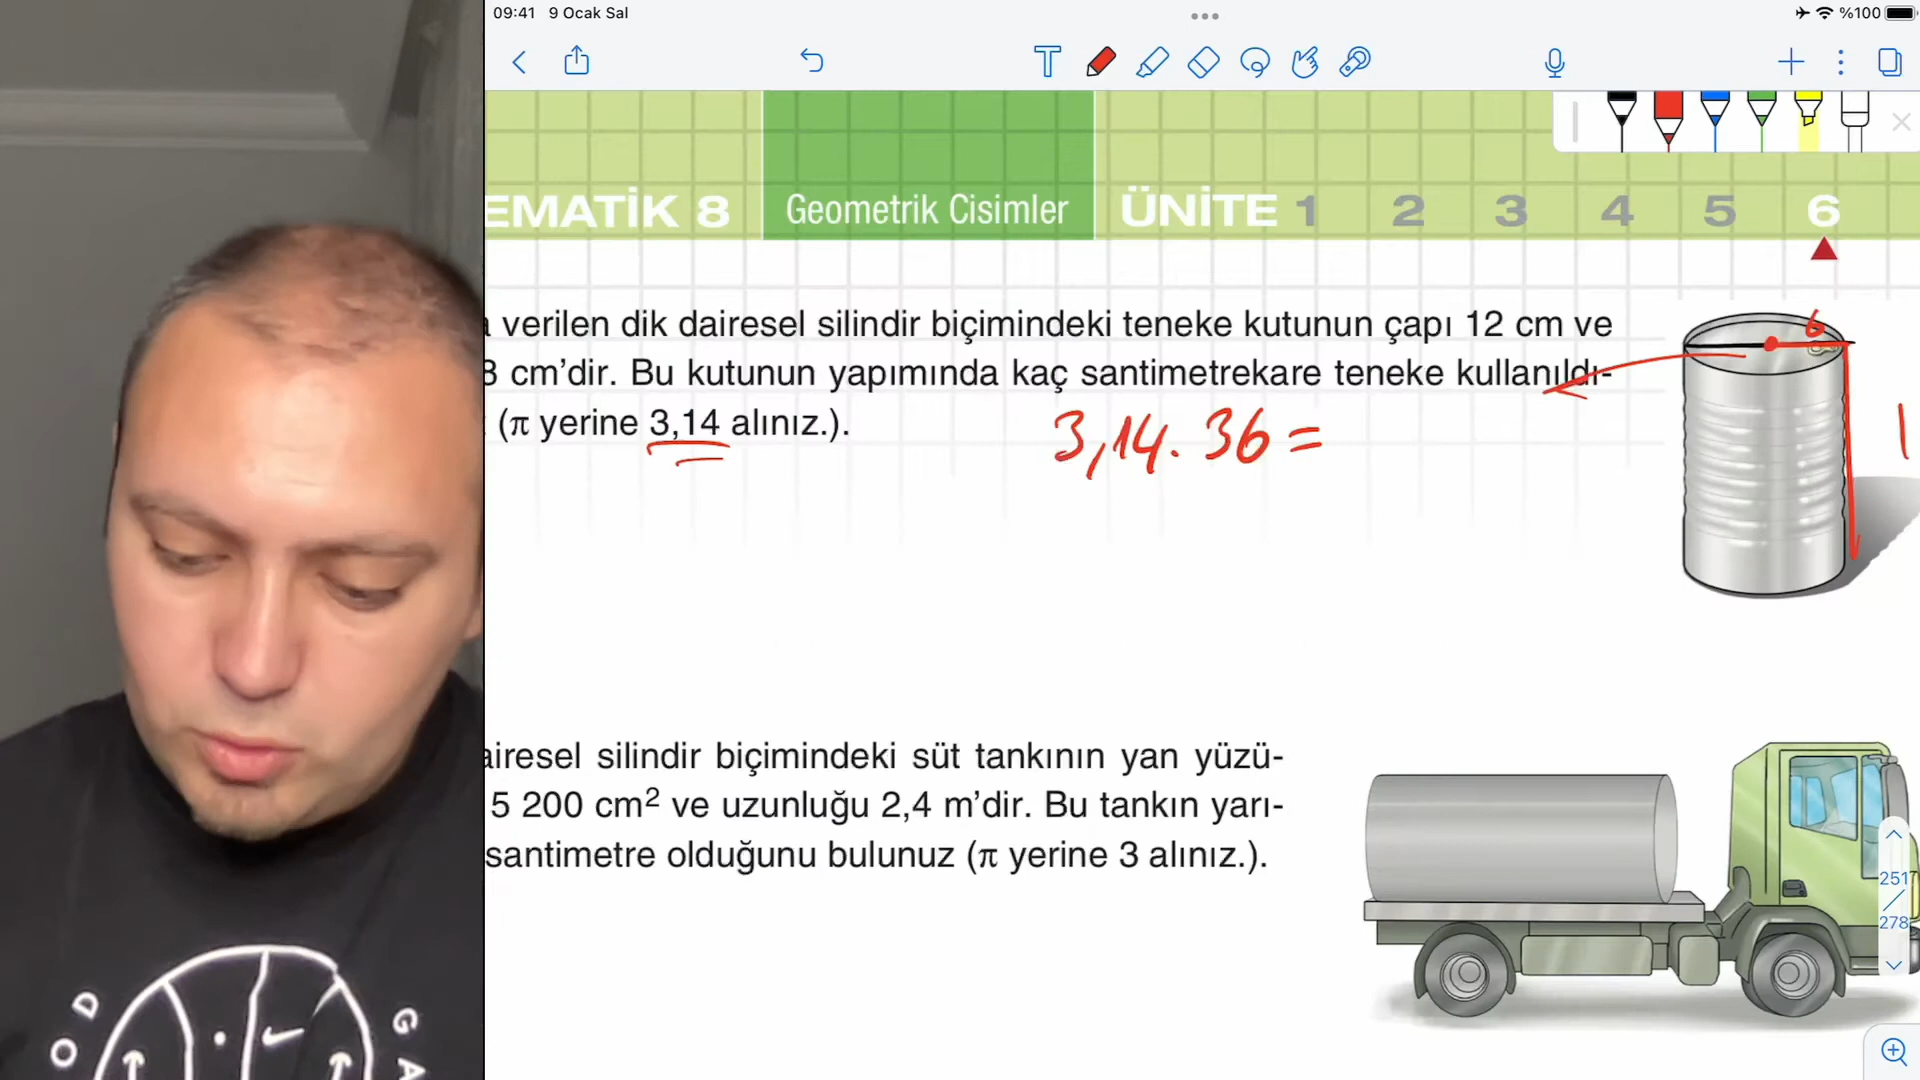 09:41 9 Ocak Sal
%100
EMATİK 8
Geometrik Cisimler
ÜNİTE 1 2 3 4 5 6
verilen dik dairesel silindir biçimindeki teneke kutunun çapı 12 cm ve
6
8 cm'dir. Bu kutunun yapımında kaç santimetrekare teneke kullanıldı-
(π yerine 3,14 alınız.).
3,14. 36 =
1
airesel silindir biçimindeki süt tankının yan yüzü-
5 200 cm² ve uzunluğu 2,4 m'dir. Bu tankın yarı-
santimetre olduğunu bulunuz (π yerine 3 alınız.).
251
278
O D G A